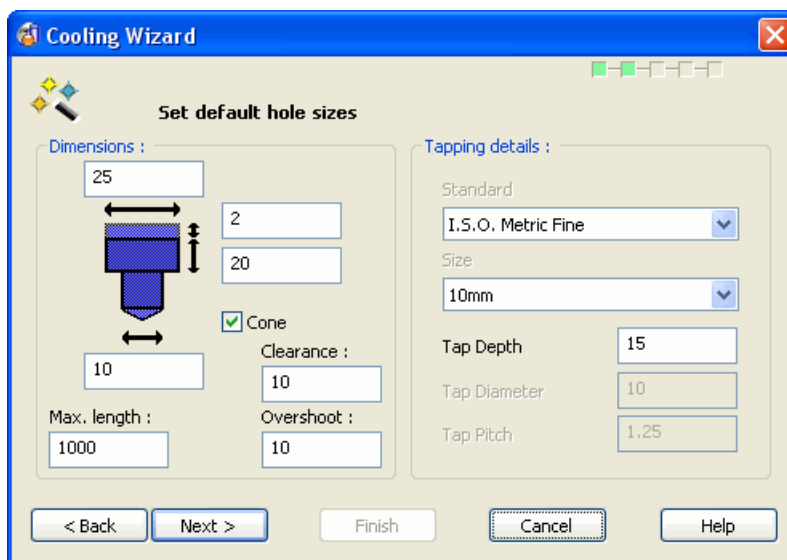 Cooling Wizard
Set default hole sizes
Dimensions :
25
2
20
Cone
10
Clearance :
10
Max. length :
1000
Overshoot :
10
Tapping details :
Standard
I.S.O. Metric Fine
Size
10mm
Tap Depth 15
Tap Diameter 10
Tap Pitch 1.25
< Back Next > Finish Cancel Help